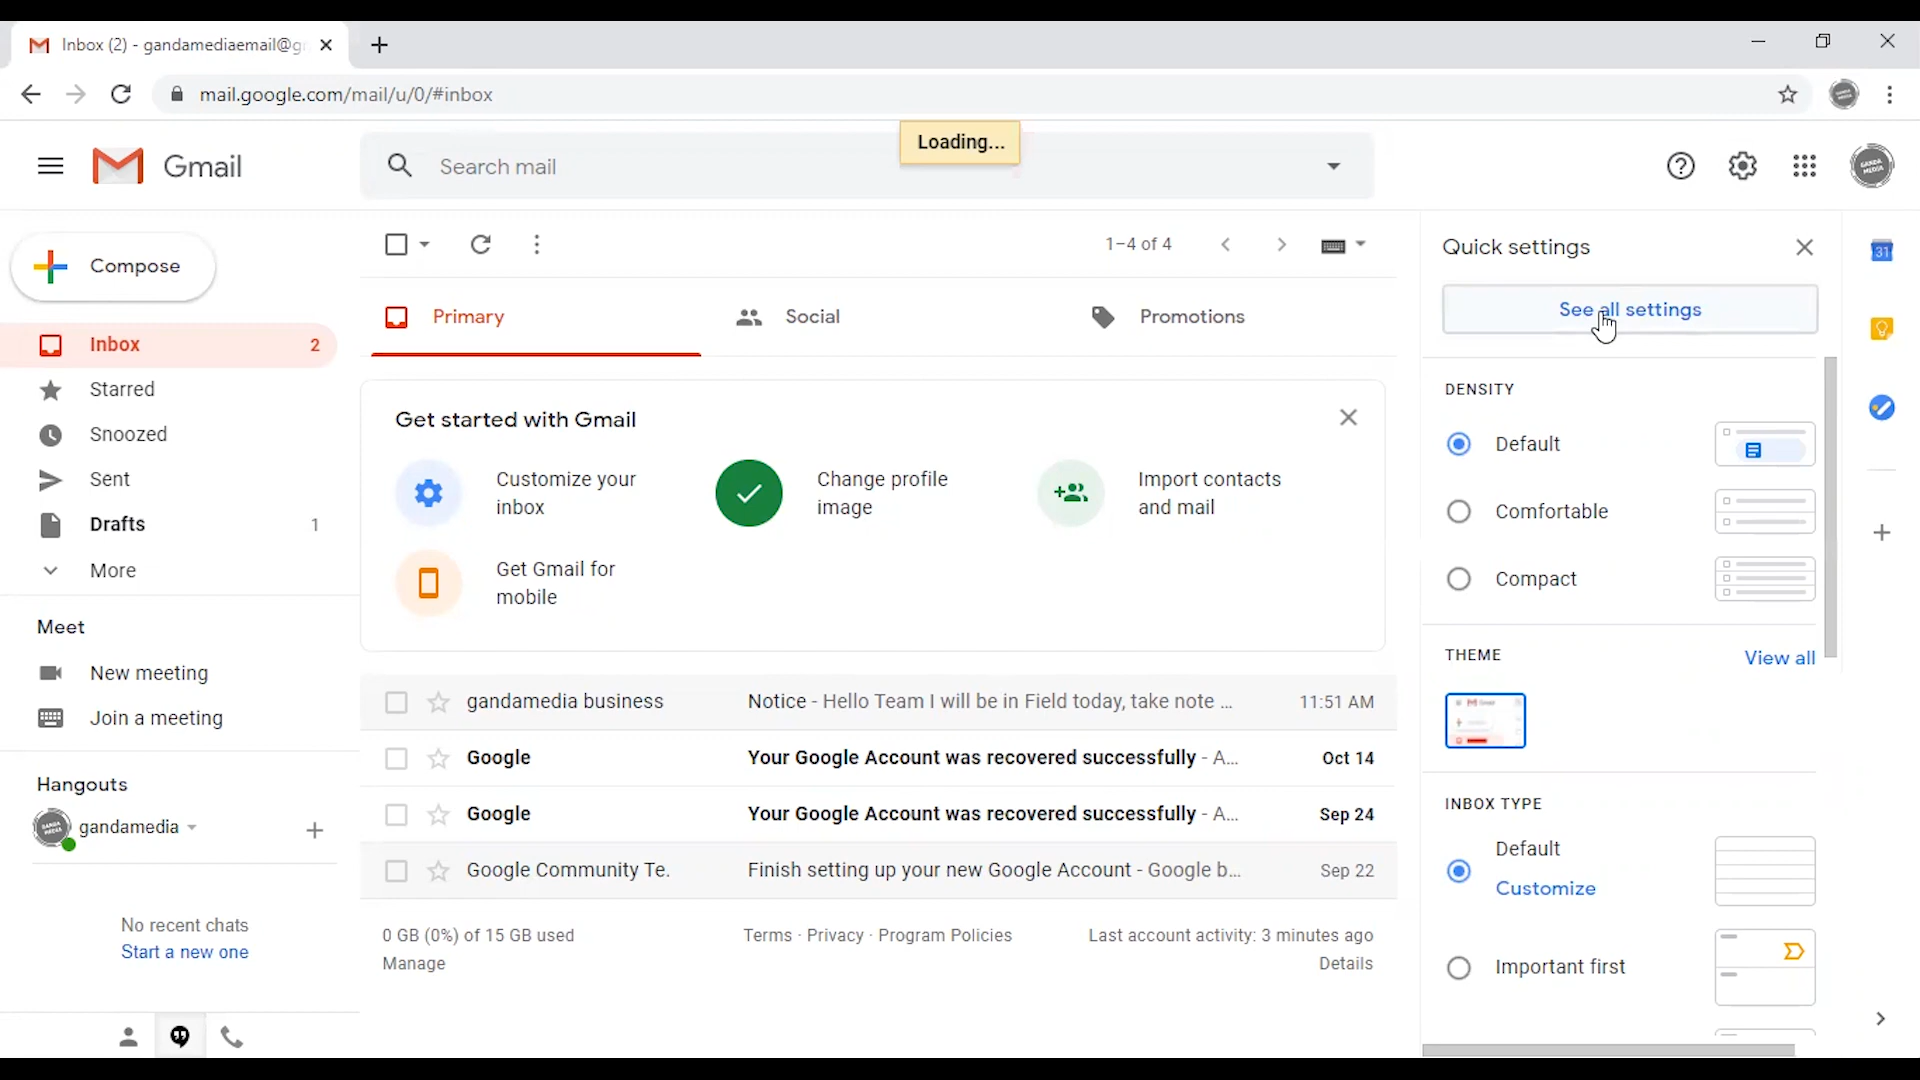 Inbox (2) - gandamediaemail@g
mail.google.com/mail/u/0/#inbox
Loading...
Gmail
Search mail
GANDA MEDIA
Compose
Inbox 2
Starred
Snoozed
Sent
Drafts 1
More
Meet
New meeting
Join a meeting
Hangouts
gandamedia
No recent chats
Start a new one
1–4 of 4
Primary
Social
Promotions
Get started with Gmail
Customize your
inbox
Change profile
image
Import contacts
and mail
Get Gmail for
mobile
gandamedia business Notice - Hello Team I will be in Field today, take note ... 11:51 AM
Google Your Google Account was recovered successfully - A... Oct 14
Google Your Google Account was recovered successfully - A... Sep 24
Google Community Te. Finish setting up your new Google Account - Google b... Sep 22
0 GB (0%) of 15 GB used
Manage
Terms · Privacy · Program Policies
Last account activity: 3 minutes ago
Details
Quick settings
See all settings
DENSITY
Default
Comfortable
Compact
THEME
View all
INBOX TYPE
Default
Customize
Important first
31